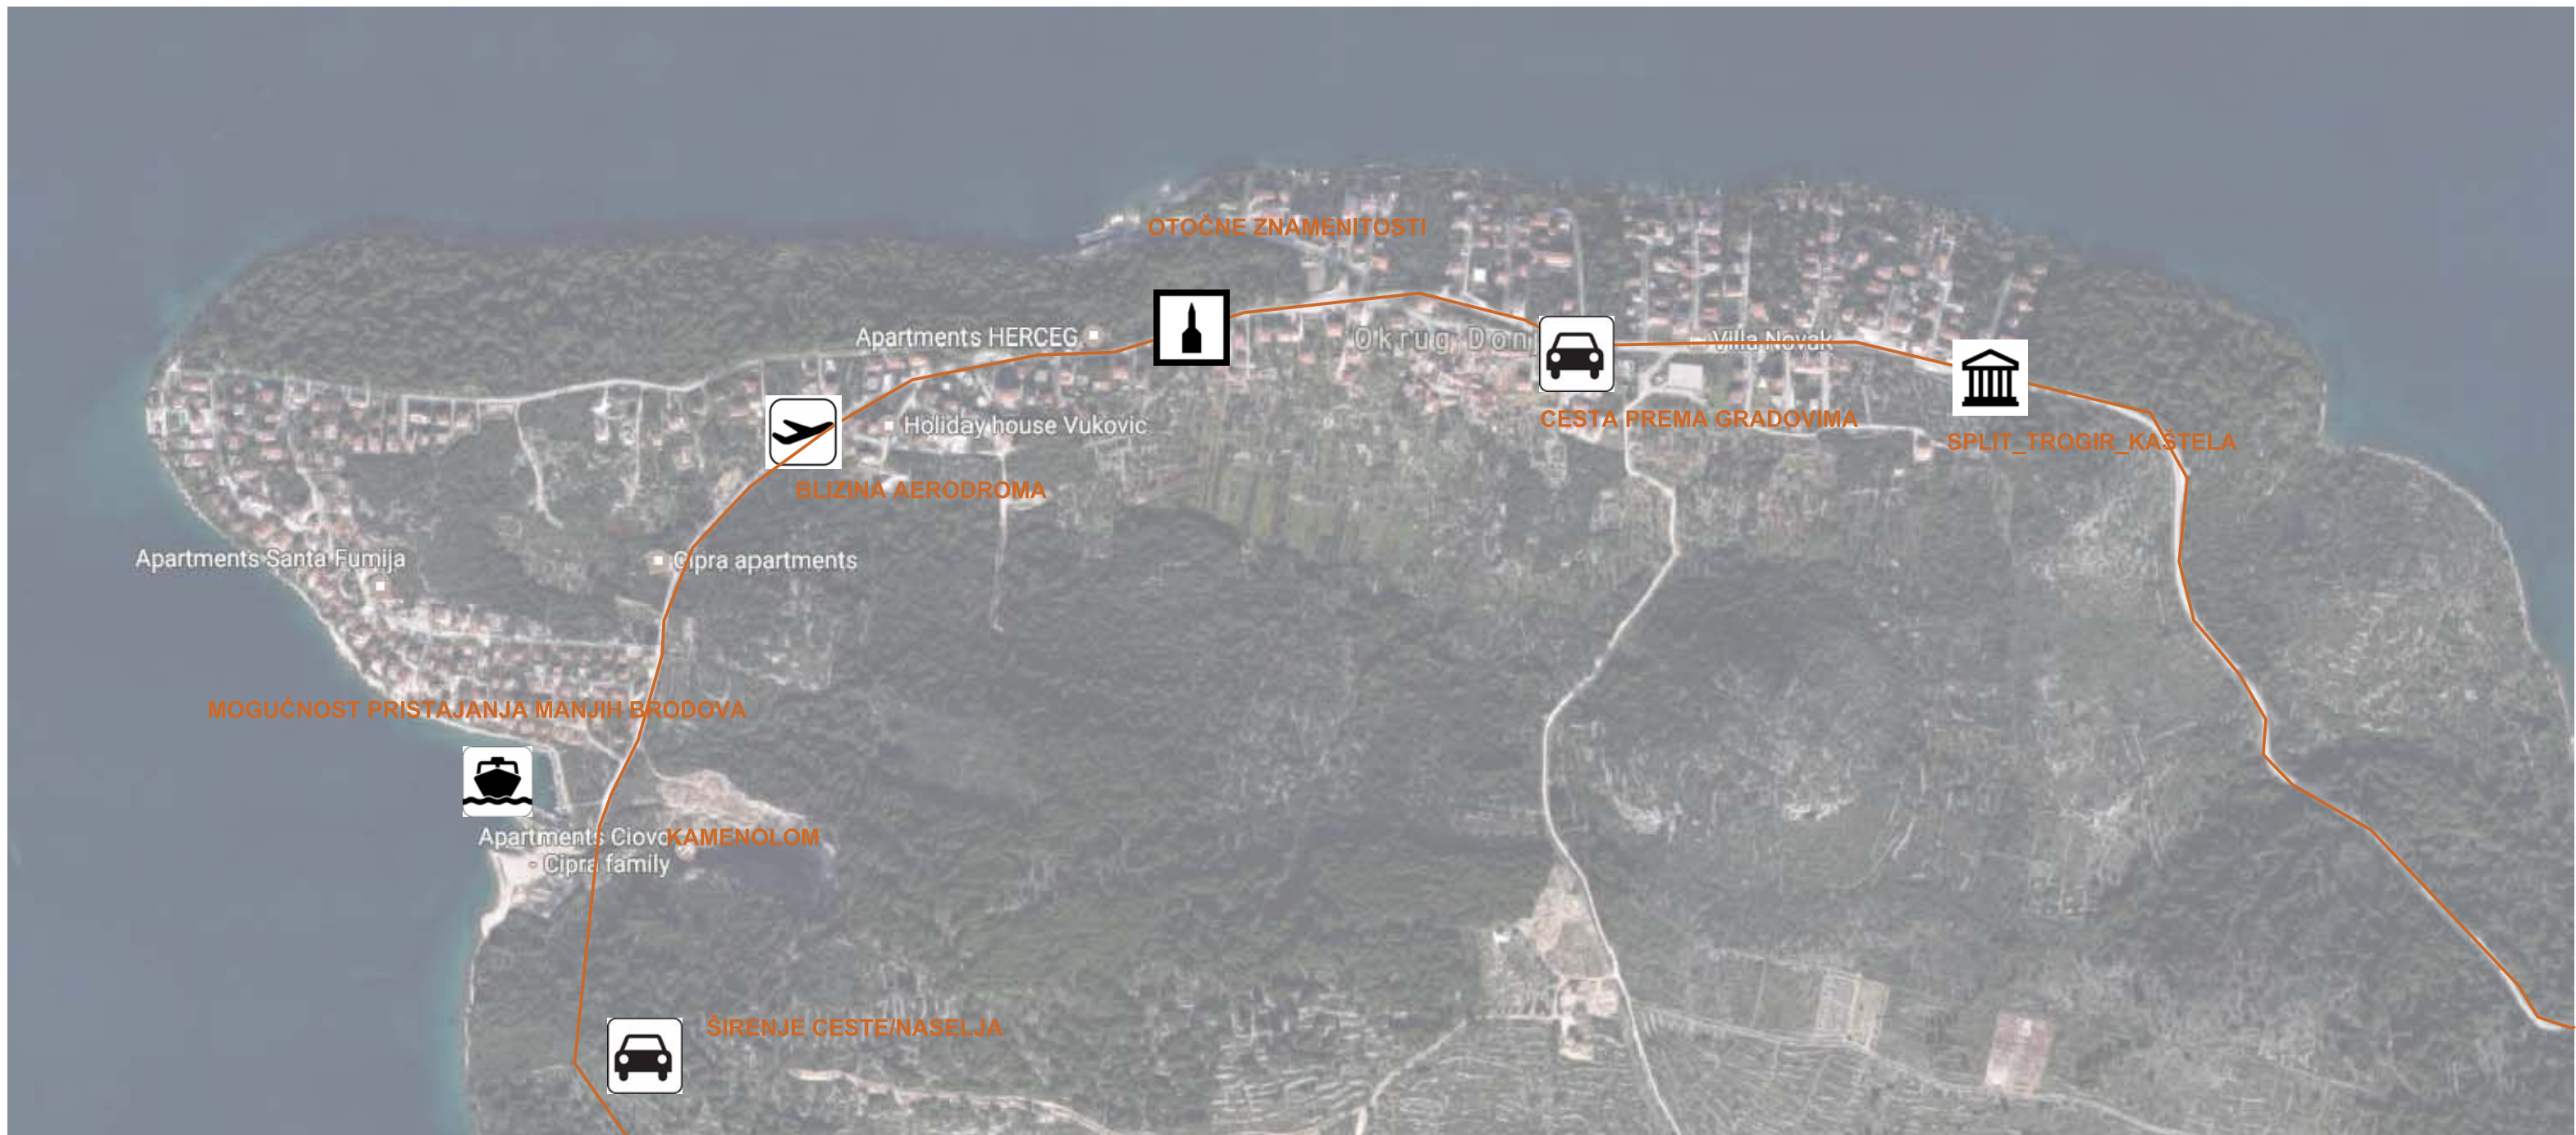 OTOČNE ZNAMENITOSTI
Apartments HERCEG
Okrug Don
Villa Novak
CESTA PREMA GRADOVIMA
Holiday house Vukovic
SPLIT_TROGIR_KAŠTELA
BLIZINA AERODROMA
Apartments Santa Fumija
Cipra apartments
MOGUĆNOST PRISTAJANJA MANJIH BRODOVA
Apartments Ciovo
Cipra family
KAMENOLOM
ŠIRENJE CESTE/NASELJA